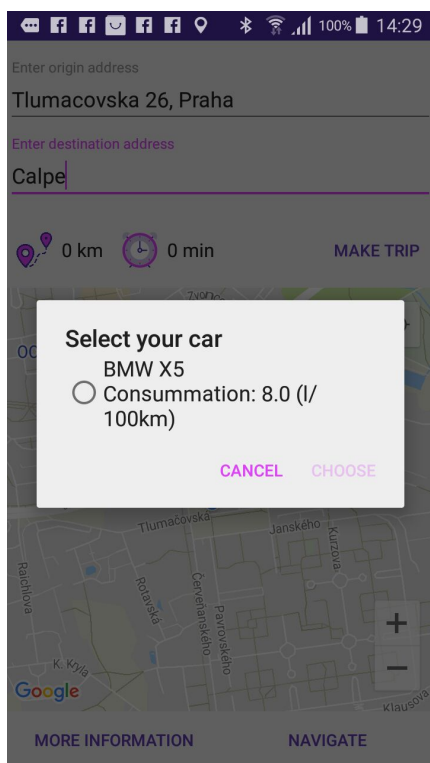 100% 14:29
Enter origin address
Tlumacovska 26, Praha
Enter destination address
Calpe
0 km 0 min MAKE TRIP
Select your car
BMW X5
Consummation: 8.0 (l/
100km)
CANCEL CHOOSE
Tlumačovská
Janského
Kurzova
Raichlova
Rotavská
Červeňanského
Pavrovského
K. Kryla
+
−
Google
Klausova
MORE INFORMATION NAVIGATE